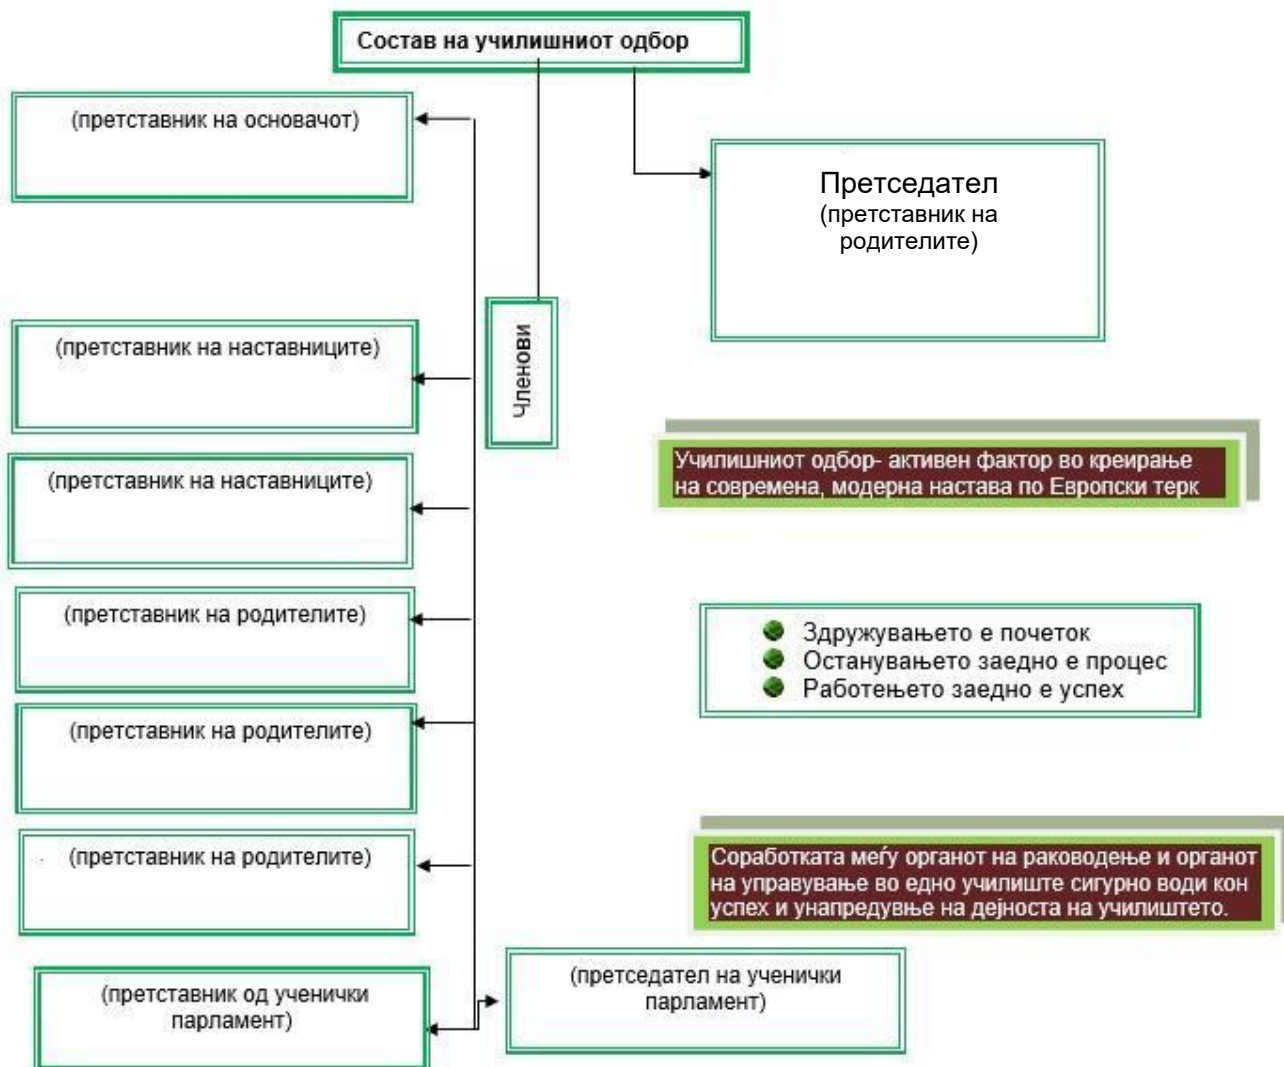 Состав на училишниот одбор
(претставник на основачот)
Претседател
(претставник на
родителите)
Членови
(претставник на наставниците)
(претставник на наставниците)
Училишниот одбор- активен фактор во креирање
на современа, модерна настава по Европски терк
(претставник на родителите)
Здружувањето е почеток
Останувањето заедно е процес
Работењето заедно е успех
(претставник на родителите)
(претставник на родителите)
Соработката меѓу органот на раководење и органот
на управување во едно училиште сигурно води кон
успех и унапредувње на дејноста на училиштето.
(претставник од ученички
парламент)
(претседател на ученички
парламент)